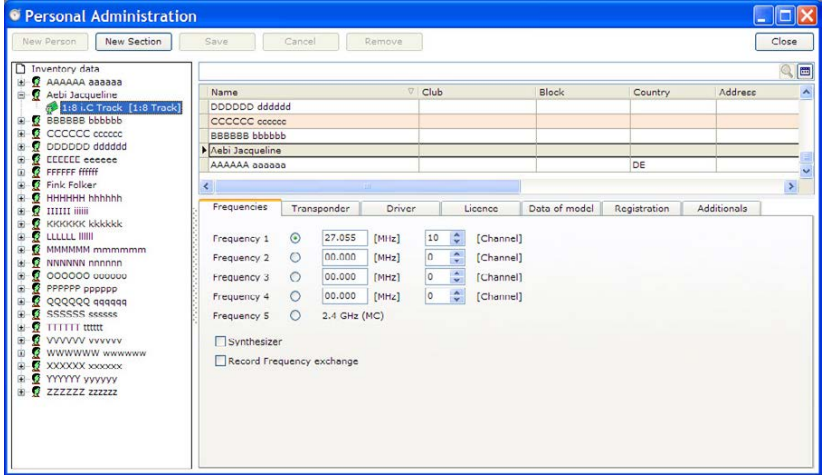 Personal Administration
New Person New Section Save Cancel Remove Close
Inventory data
AAAAAA aaaaaa
Aebi Jacqueline
1:8 i.C Track [1:8 Track]
BBBBBB bbbbbb
CCCCCC cccccc
DDDDDD dddddd
EEEEEE eeeeee
FFFFFF ffffff
Fink Folker
HHHHHH hhhhhh
IIIIII iiiiii
KKKKKK kkkkkk
LLLLLL llllll
MMMMMM mmmmmm
NNNNNN nnnnnn
OOOOOO oooooo
PPPPPP pppppp
QQQQQQ qqqqqq
SSSSSS ssssss
TTTTTT tttttt
VVVVVV vvvvvv
WWWWWW wwwwww
XXXXXX xxxxxx
YYYYYY yyyyyy
ZZZZZZ zzzzzz
Name Club Block Country Address
DDDDDD dddddd
CCCCCC cccccc
BBBBBB bbbbbb
Aebi Jacqueline
AAAAAA aaaaaa DE
Frequencies Transponder Driver Licence Data of model Registration Additionals
Frequency 1 27.055 [MHz] 10 [Channel]
Frequency 2 00.000 [MHz] 0 [Channel]
Frequency 3 00.000 [MHz] 0 [Channel]
Frequency 4 00.000 [MHz] 0 [Channel]
Frequency 5 2.4 GHz (MC)
Synthesizer
Record Frequency exchange